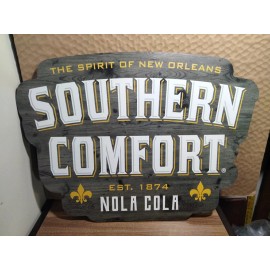 THE SPIRIT OF NEW ORLEANS
SOUTHERN
COMFORT
EST. 1874
NOLA COLA